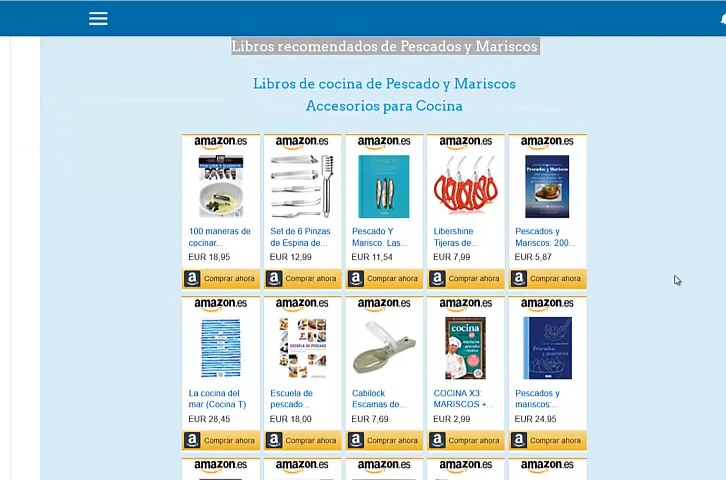 Libros recomendados de Pescados y Mariscos
Libros de cocina de Pescado y Mariscos
Accesorios para Cocina
amazon.es amazon.es amazon.es amazon.es amazon.es
100 maneras de cocinar...
EUR 18,95
Comprar ahora
Set de 6 Pinzas de Espina de...
EUR 12,99
Comprar ahora
Pescado Y Marisco. Las...
EUR 11,54
Comprar ahora
Libershine Tijeras de...
EUR 7,99
Comprar ahora
Pescados y Mariscos: 200...
EUR 5,87
Comprar ahora
amazon.es amazon.es amazon.es amazon.es amazon.es
La cocina del mar (Cocina T)
EUR 28,45
Comprar ahora
Escuela de pescado...
EUR 18,00
Comprar ahora
Cabilock Escamas de...
EUR 7,69
Comprar ahora
cocina
COCINA X3: MARISCOS +...
EUR 2,99
Comprar ahora
Pescados y mariscos:...
EUR 24,95
Comprar ahora
amazon.es amazon.es amazon.es amazon.es amazon.es